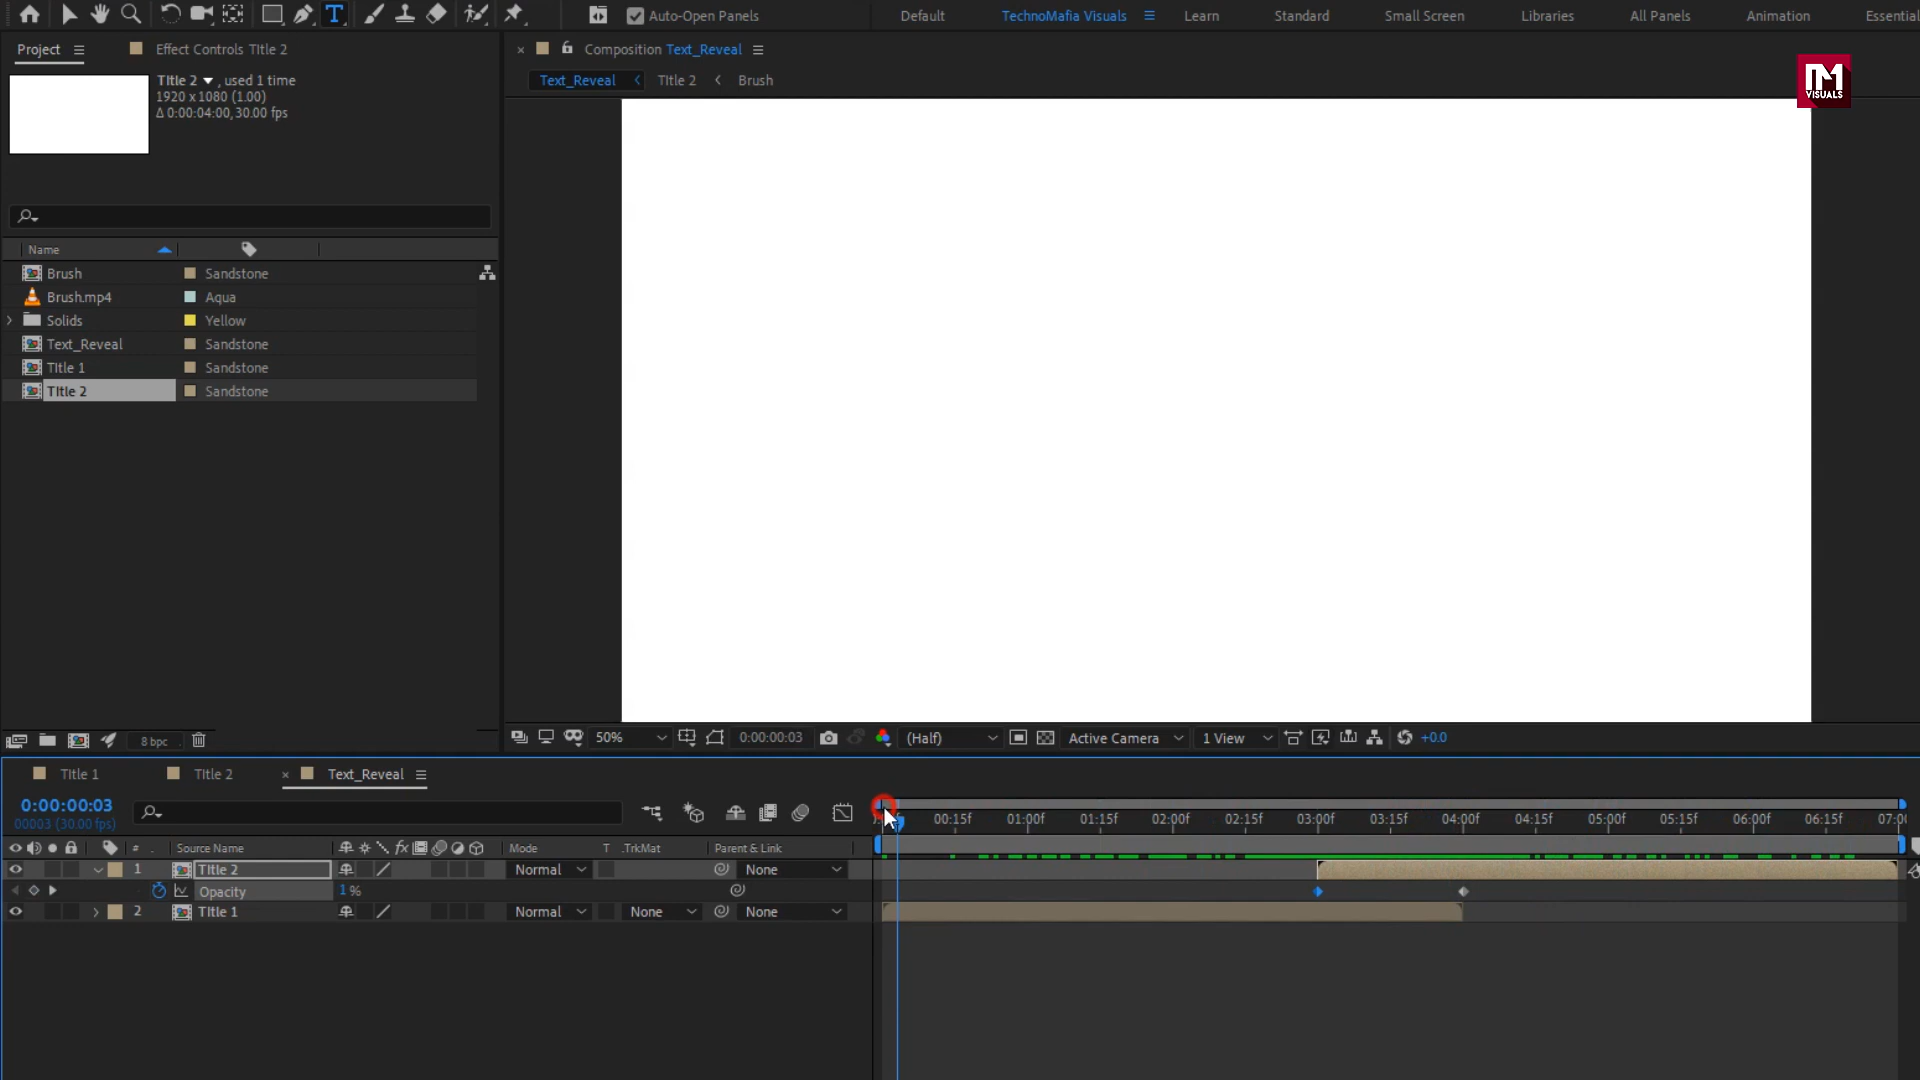 Auto-Open Panels Default TechnoMafia Visuals Learn Standard Small Screen Libraries All Panels Animation Essential
Project Effect Controls TItle 2 Composition Text_Reveal
TM VISUALS
TItle 2 , used 1 time
1920 x 1080 (1.00)
Δ 0:00:04:00, 30.00 fps
Text_Reveal TItle 2 Brush
Name
Brush Sandstone
Brush.mp4 Aqua
Solids Yellow
Text_Reveal Sandstone
TItle 1 Sandstone
TItle 2 Sandstone
8 bpc 50% 0:00:00:03 (Half) Active Camera 1 View +0.0
TItle 1 TItle 2 Text_Reveal
0:00:00:03
00003 (30.00 fps)
00:15f 01:00f 01:15f 02:00f 02:15f 03:00f 03:15f 04:00f 04:15f 05:00f 05:15f 06:00f 06:15f 07:00
# Source Name fx Mode T .TrkMat Parent & Link
1 TItle 2 Normal None
Opacity 1 %
2 TItle 1 Normal None None